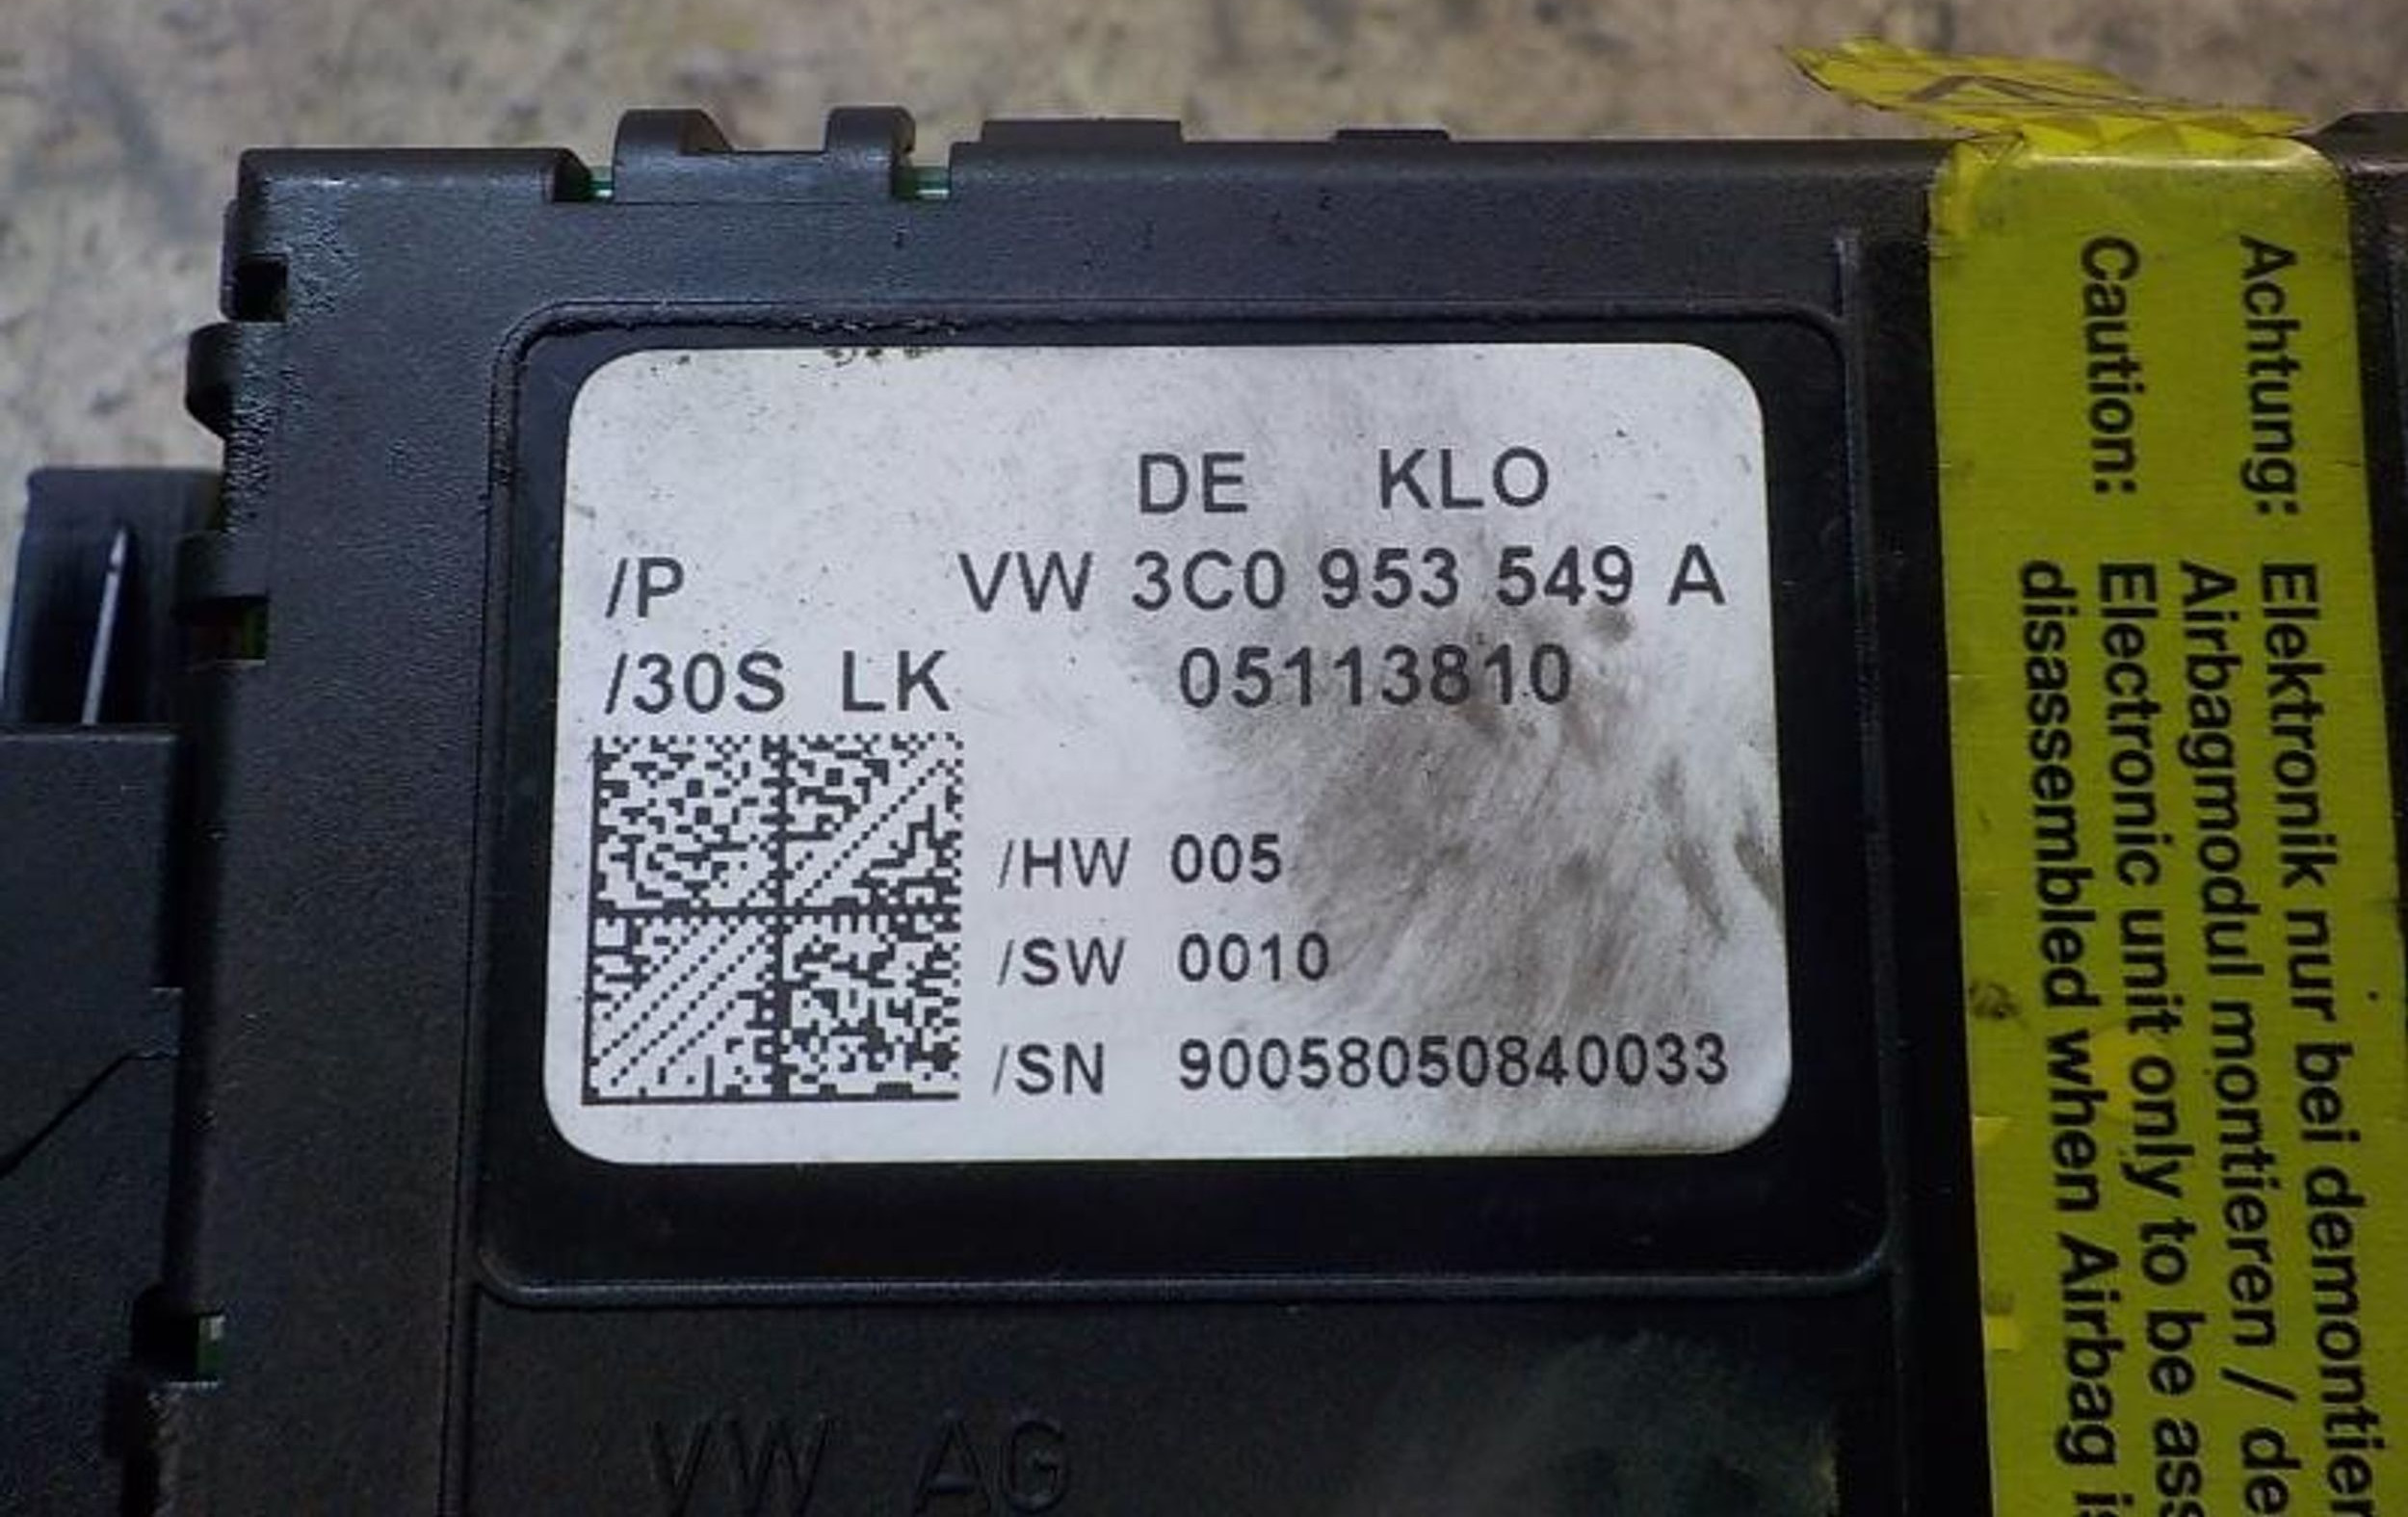 DE KLO
/P VW 3C0 953 549 A
/30S LK 05113810
/HW 005
/SW 0010
/SN 90058050840033
VW AG
Achtung: Elektronik nur bei demontier
Airbagmodul montieren / de
Caution: Electronic unit only to be ass
disassembled when Airbag is